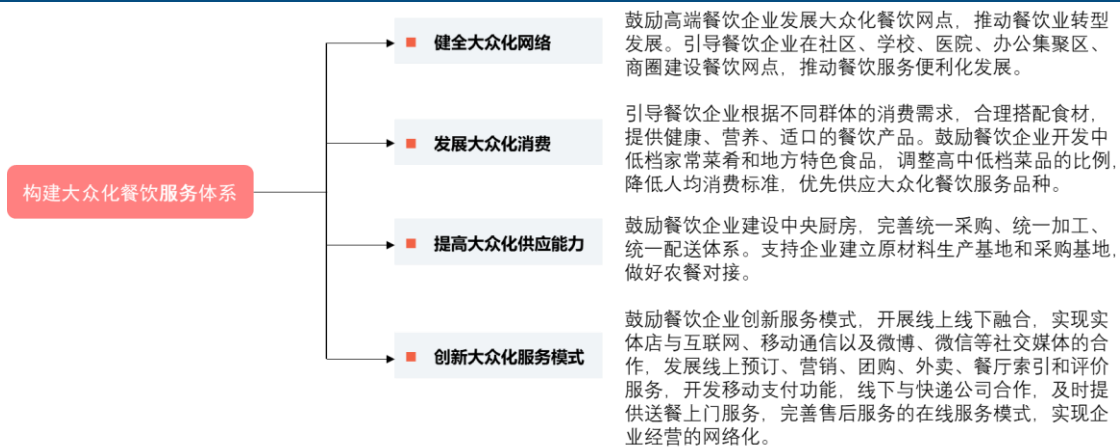 构建大众化餐饮服务体系
健全大众化网络
鼓励高端餐饮企业发展大众化餐饮网点，推动餐饮业转型
发展。引导餐饮企业在社区、学校、医院、办公集聚区、
商圈建设餐饮网点，推动餐饮服务便利化发展。
发展大众化消费
引导餐饮企业根据不同群体的消费需求，合理搭配食材，
提供健康、营养、适口的餐饮产品。鼓励餐饮企业开发中
低档家常菜肴和地方特色食品，调整高中低档菜品的比例，
降低人均消费标准，优先供应大众化餐饮服务品种。
提高大众化供应能力
鼓励餐饮企业建设中央厨房，完善统一采购、统一加工、
统一配送体系。支持企业建立原材料生产基地和采购基地，
做好农餐对接。
创新大众化服务模式
鼓励餐饮企业创新服务模式，开展线上线下融合，实现实
体店与互联网、移动通信以及微博、微信等社交媒体的合
作，发展线上预订、营销、团购、外卖、餐厅索引和评价
服务，开发移动支付功能，线下与快递公司合作，及时提
供送餐上门服务，完善售后服务的在线服务模式，实现企
业经营的网络化。